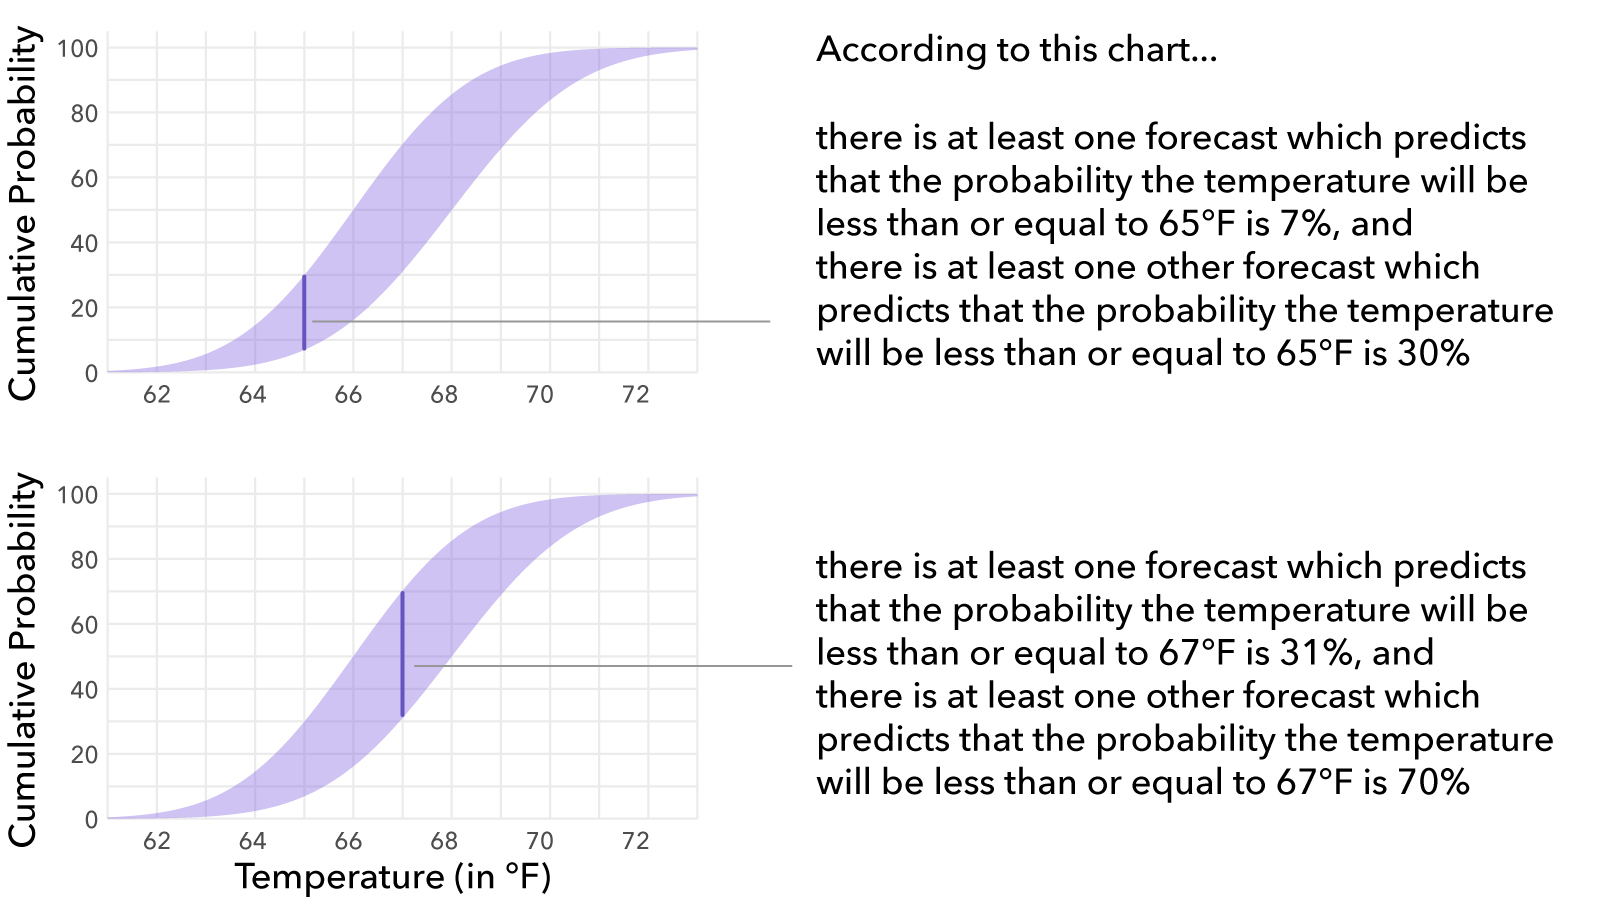 Cumulative Probability
100
80
60
40
20
0
62 64 66 68 70 72
According to this chart...
there is at least one forecast which predicts
that the probability the temperature will be
less than or equal to 65°F is 7%, and
there is at least one other forecast which
predicts that the probability the temperature
will be less than or equal to 65°F is 30%
Cumulative Probability
100
80
60
40
20
0
62 64 66 68 70 72
Temperature (in °F)
there is at least one forecast which predicts
that the probability the temperature will be
less than or equal to 67°F is 31%, and
there is at least one other forecast which
predicts that the probability the temperature
will be less than or equal to 67°F is 70%